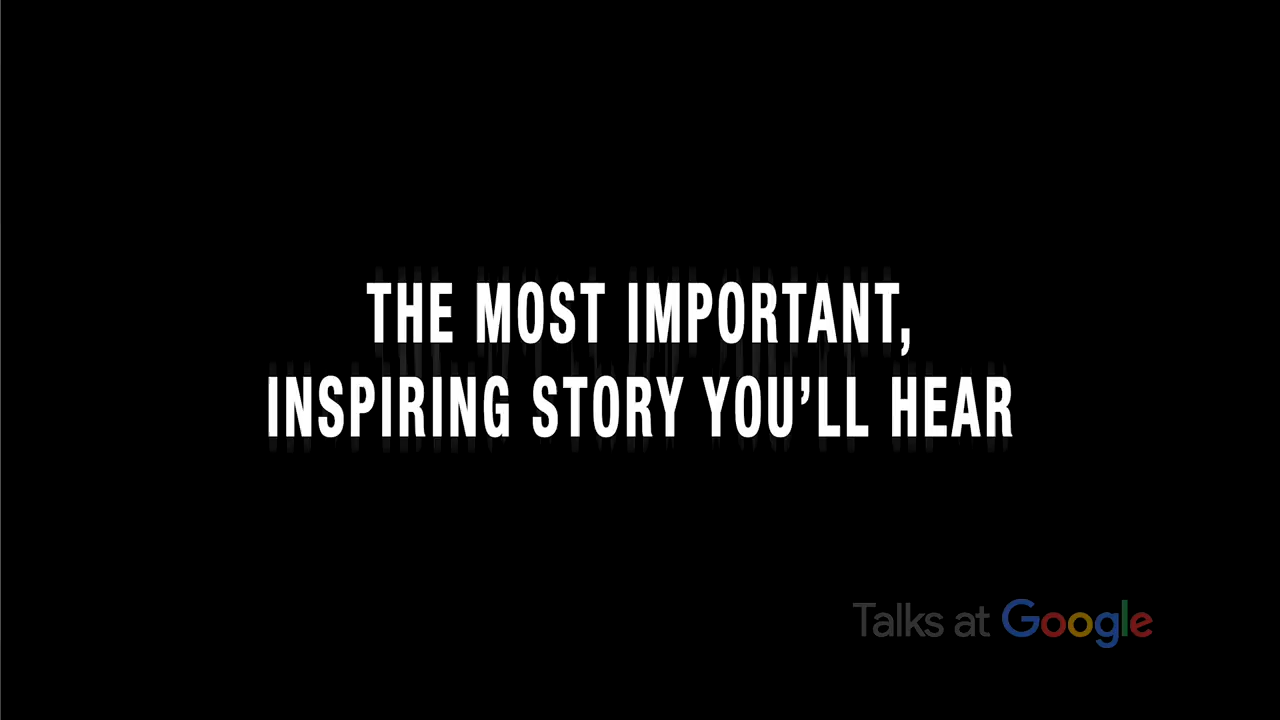 THE MOST IMPORTANT,
INSPIRING STORY YOU’LL HEAR
Talks at Google